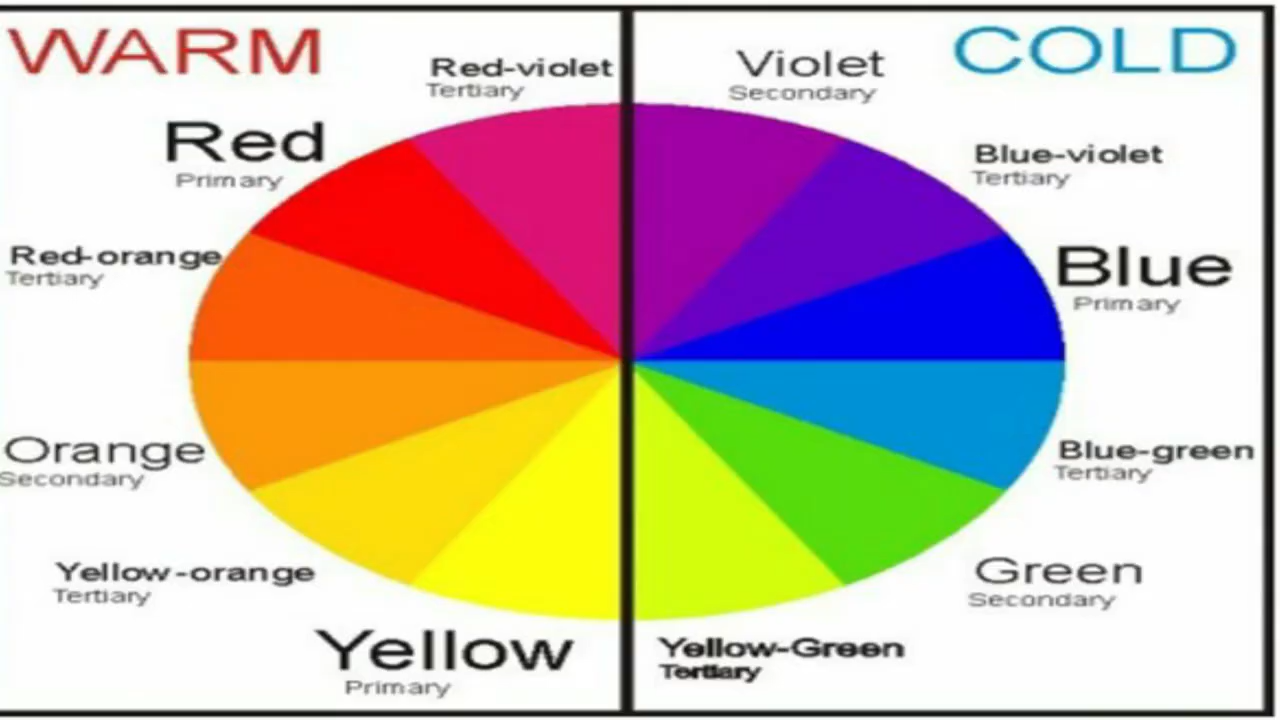 WARM
COLD
Red-violet
Tertiary
Violet
Secondary
Red
Primary
Blue-violet
Tertiary
Red-orange
Tertiary
Blue
Primary
Orange
Secondary
Blue-green
Tertiary
Yellow-orange
Tertiary
Green
Secondary
Yellow
Primary
Yellow-Green
Tertiary